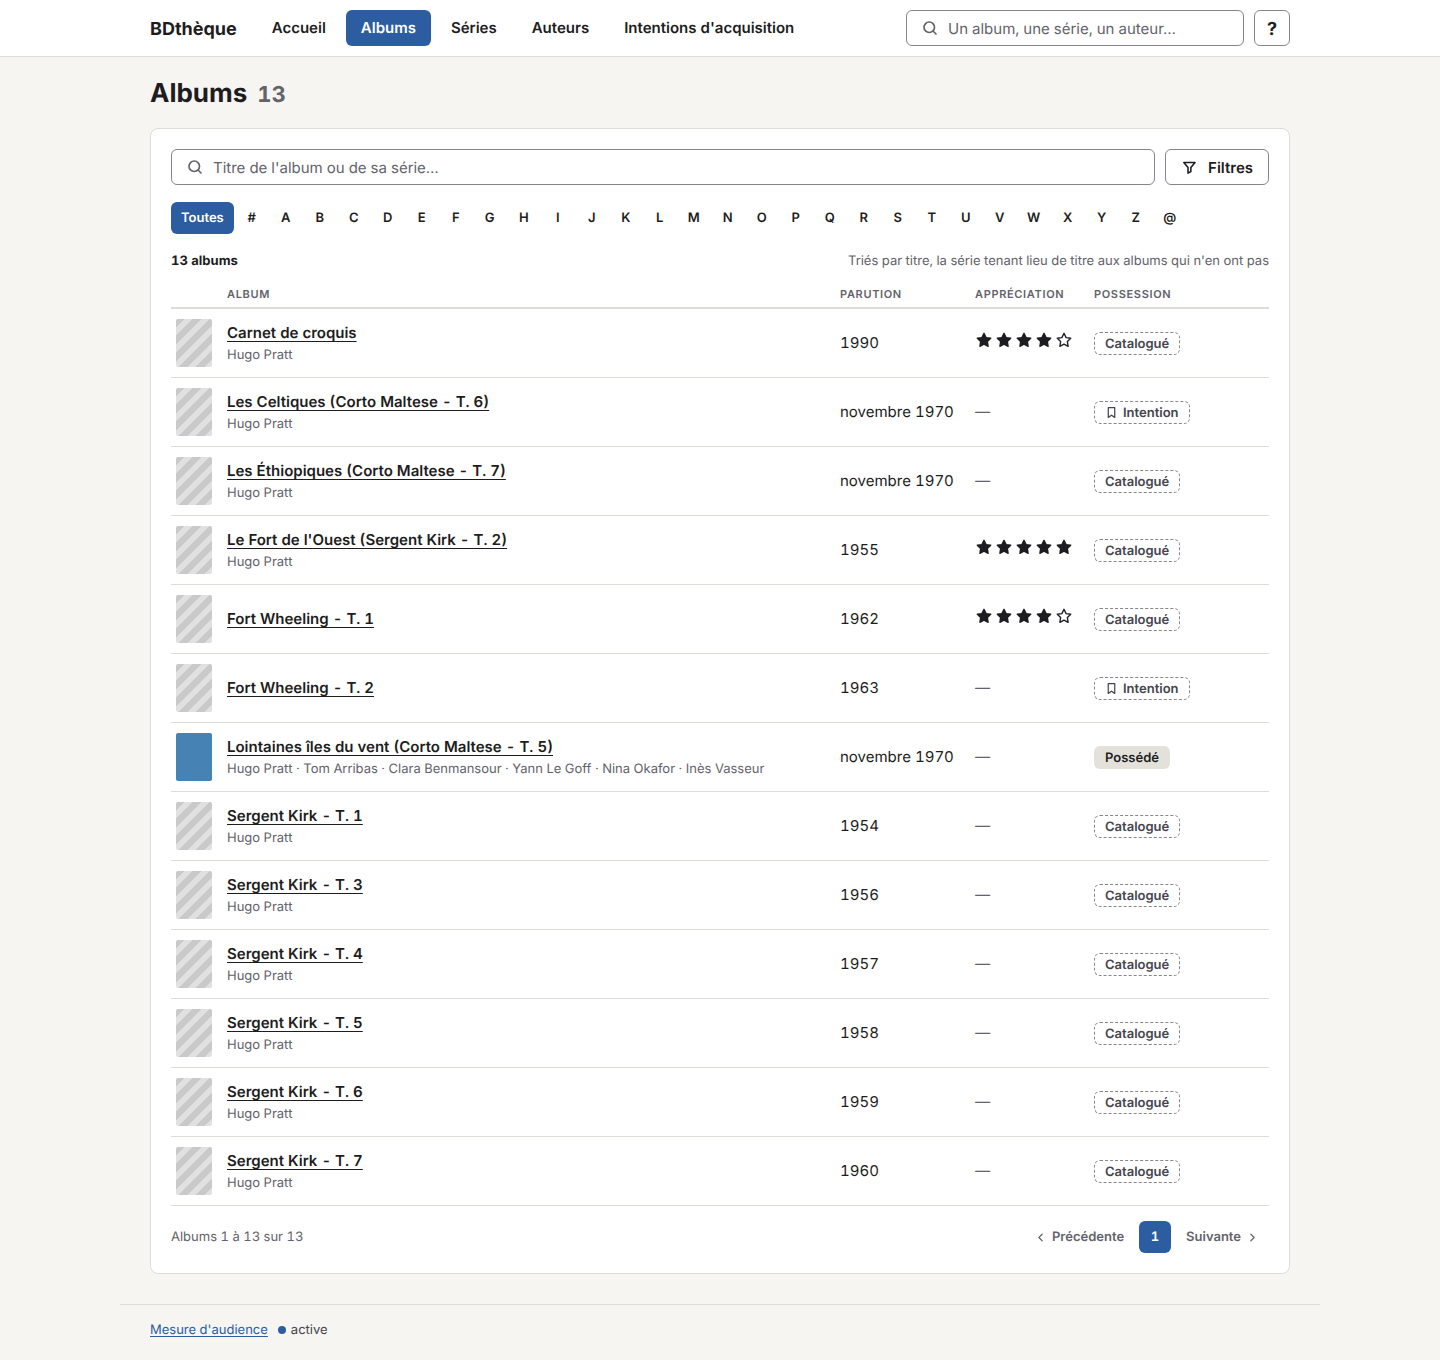 BDthèque Accueil Albums Séries Auteurs Intentions d'acquisition Un album, une série, un auteur... ?
Albums 13
Titre de l'album ou de sa série... Filtres
Toutes # A B C D E F G H I J K L M N O P Q R S T U V W X Y Z @
13 albums Triés par titre, la série tenant lieu de titre aux albums qui n'en ont pas
ALBUM PARUTION APPRÉCIATION POSSESSION
Carnet de croquis
Hugo Pratt
1990 Catalogué
Les Celtiques (Corto Maltese - T. 6)
Hugo Pratt
novembre 1970 — Intention
Les Éthiopiques (Corto Maltese - T. 7)
Hugo Pratt
novembre 1970 — Catalogué
Le Fort de l'Ouest (Sergent Kirk - T. 2)
Hugo Pratt
1955 Catalogué
Fort Wheeling - T. 1 1962 Catalogué
Fort Wheeling - T. 2 1963 — Intention
Lointaines îles du vent (Corto Maltese - T. 5)
Hugo Pratt · Tom Arribas · Clara Benmansour · Yann Le Goff · Nina Okafor · Inès Vasseur
novembre 1970 — Possédé
Sergent Kirk - T. 1
Hugo Pratt
1954 — Catalogué
Sergent Kirk - T. 3
Hugo Pratt
1956 — Catalogué
Sergent Kirk - T. 4
Hugo Pratt
1957 — Catalogué
Sergent Kirk - T. 5
Hugo Pratt
1958 — Catalogué
Sergent Kirk - T. 6
Hugo Pratt
1959 — Catalogué
Sergent Kirk - T. 7
Hugo Pratt
1960 — Catalogué
Albums 1 à 13 sur 13 Précédente 1 Suivante
Mesure d'audience active